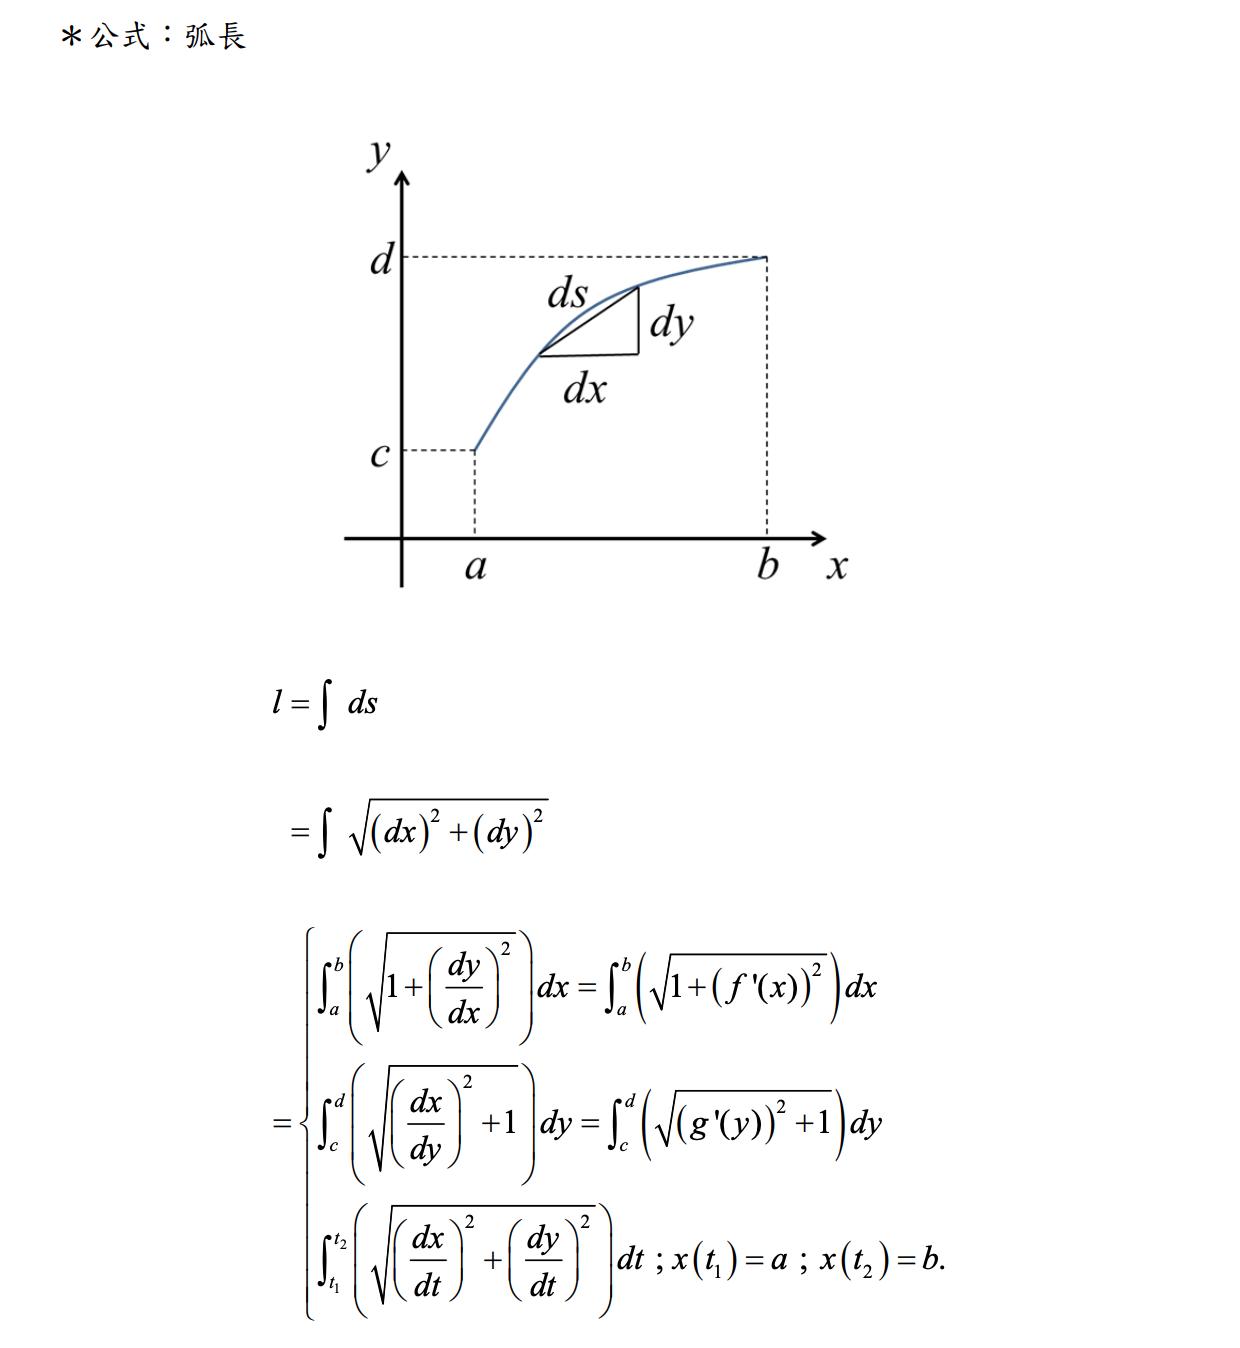 ＊公式：弧長
y
d
ds
dy
dx
c
a
b
x
l = ∫ ds
= ∫ √((dx)² + (dy)²)
= { ∫_a^b (√(1 + (dy/dx)²)) dx = ∫_a^b (√(1 + (f'(x))²)) dx
∫_c^d (√((dx/dy)² + 1)) dy = ∫_c^d (√((g'(y))² + 1)) dy
∫_{t₁}^{t₂} (√((dx/dt)² + (dy/dt)²)) dt ; x(t₁) = a ; x(t₂) = b.